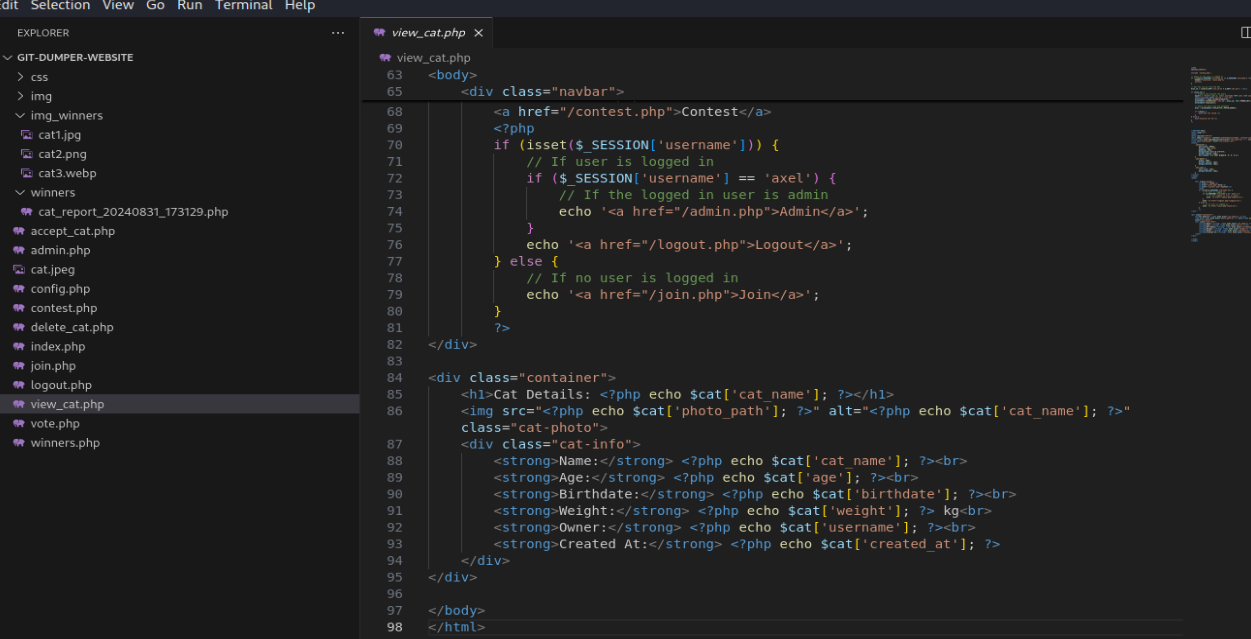 Edit Selection View Go Run Terminal Help
EXPLORER ···
GIT-DUMPER-WEBSITE
css
img
img_winners
cat1.jpg
cat2.png
cat3.webp
winners
cat_report_20240831_173129.php
accept_cat.php
admin.php
cat.jpeg
config.php
contest.php
delete_cat.php
index.php
join.php
logout.php
view_cat.php
vote.php
winners.php
view_cat.php
view_cat.php
63 <body>
65 <div class="navbar">
68 <a href="/contest.php">Contest</a>
69 <?php
70 if (isset($_SESSION['username'])) {
71 // If user is logged in
72 if ($_SESSION['username'] == 'axel') {
73 // If the logged in user is admin
74 echo '<a href="/admin.php">Admin</a>';
75 }
76 echo '<a href="/logout.php">Logout</a>';
77 } else {
78 // If no user is logged in
79 echo '<a href="/join.php">Join</a>';
80 }
81 ?>
82 </div>
83
84 <div class="container">
85 <h1>Cat Details: <?php echo $cat['cat_name']; ?></h1>
86 <img src="<?php echo $cat['photo_path']; ?>" alt="<?php echo $cat['cat_name']; ?>"
class="cat-photo">
87 <div class="cat-info">
88 <strong>Name:</strong> <?php echo $cat['cat_name']; ?><br>
89 <strong>Age:</strong> <?php echo $cat['age']; ?><br>
90 <strong>Birthdate:</strong> <?php echo $cat['birthdate']; ?><br>
91 <strong>Weight:</strong> <?php echo $cat['weight']; ?> kg<br>
92 <strong>Owner:</strong> <?php echo $cat['username']; ?><br>
93 <strong>Created At:</strong> <?php echo $cat['created_at']; ?>
94 </div>
95 </div>
96
97 </body>
98 </html>